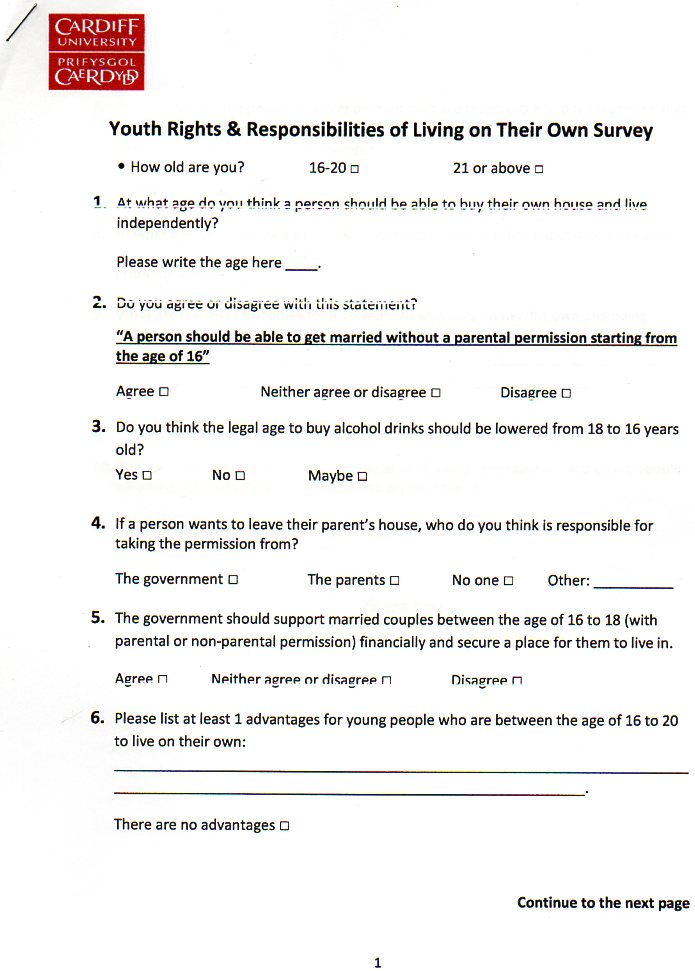 CARDIFF
UNIVERSITY
PRIFYSGOL
CAERDYDD
Youth Rights & Responsibilities of Living on Their Own Survey
• How old are you? 16-20 □ 21 or above □
1. At what age do you think a person should be able to buy their own house and live
independently?
Please write the age here ____.
2. Do you agree or disagree with this statement?
“A person should be able to get married without a parental permission starting from
the age of 16”
Agree □ Neither agree or disagree □ Disagree □
3. Do you think the legal age to buy alcohol drinks should be lowered from 18 to 16 years
old?
Yes □ No □ Maybe □
4. If a person wants to leave their parent’s house, who do you think is responsible for
taking the permission from?
The government □ The parents □ No one □ Other: __________
5. The government should support married couples between the age of 16 to 18 (with
parental or non-parental permission) financially and secure a place for them to live in.
Agree □ Neither agree or disagree □ Disagree □
6. Please list at least 1 advantages for young people who are between the age of 16 to 20
to live on their own:
There are no advantages □
Continue to the next page
1